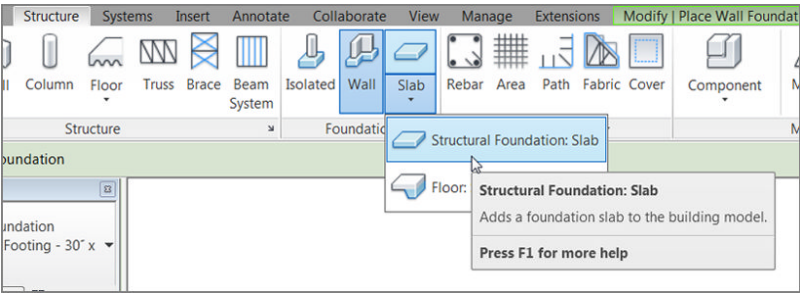 Structure Systems Insert Annotate Collaborate View Manage Extensions Modify | Place Wall Foundat
Column Floor Truss Brace Beam System Isolated Wall Slab Rebar Area Path Fabric Cover Component
Structure Foundatic
Structural Foundation: Slab
oundation
Floor:
Structural Foundation: Slab
Adds a foundation slab to the building model.
Press F1 for more help
undation
Footing - 30″ x